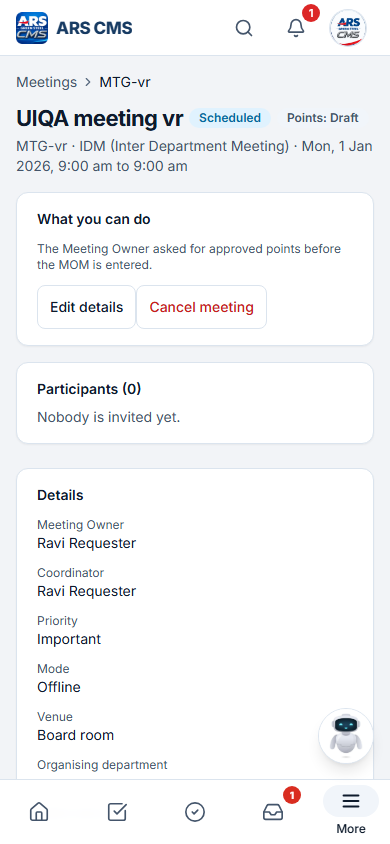 ARS
CMS
ARS CMS
1
ARS
CMS
Meetings > MTG-vr
UIQA meeting vr Scheduled Points: Draft
MTG-vr · IDM (Inter Department Meeting) · Mon, 1 Jan
2026, 9:00 am to 9:00 am
What you can do
The Meeting Owner asked for approved points before
the MOM is entered.
Edit details Cancel meeting
Participants (0)
Nobody is invited yet.
Details
Meeting Owner
Ravi Requester
Coordinator
Ravi Requester
Priority
Important
Mode
Offline
Venue
Board room
Organising department
1
More